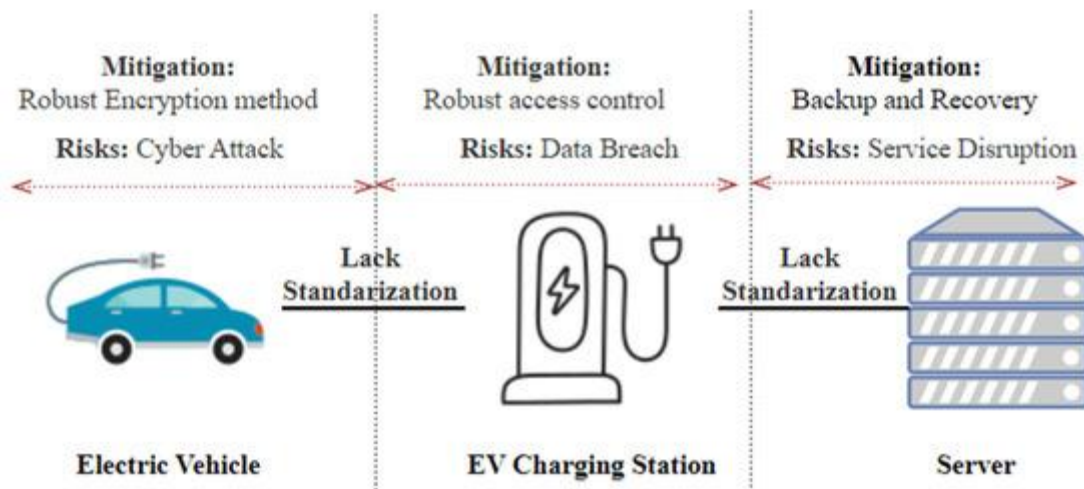 Mitigation:
Robust Encryption method
Risks: Cyber Attack
Mitigation:
Robust access control
Risks: Data Breach
Mitigation:
Backup and Recovery
Risks: Service Disruption
Lack
Standarization
Lack
Standarization
Electric Vehicle
EV Charging Station
Server